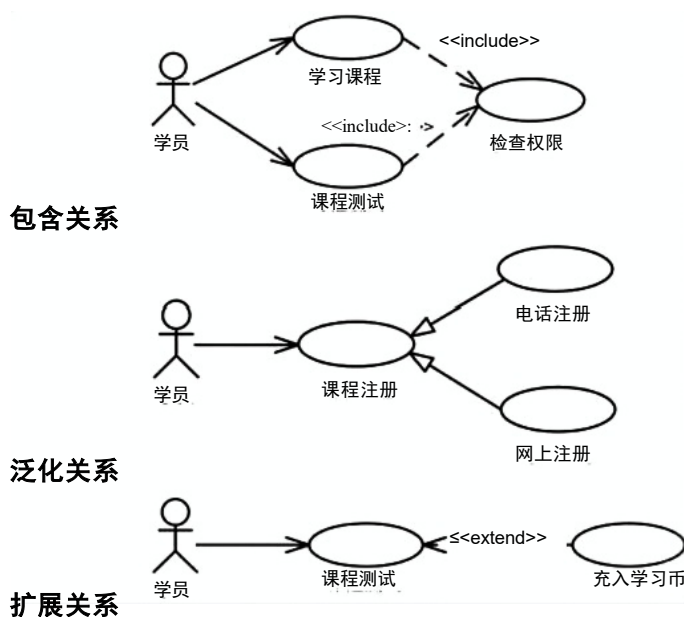 <<include>>
学习课程
<<include>:
学员
检查权限
课程测试
包含关系
电话注册
学员
课程注册
网上注册
泛化关系
≤<extend>>
学员
课程测试
充入学习币
扩展关系